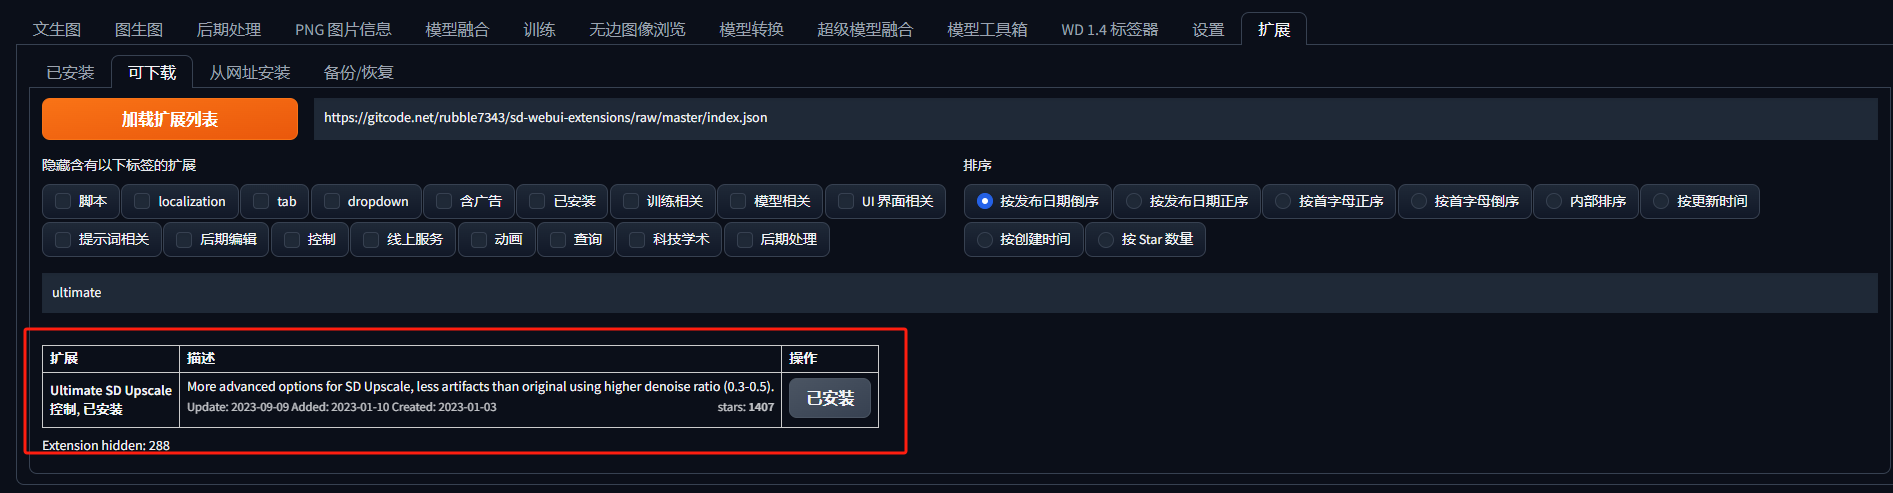 文生图 图生图 后期处理 PNG 图片信息 模型融合 训练 无边图像浏览 模型转换 超级模型融合 模型工具箱 WD 1.4 标签器 设置 扩展
已安装 可下载 从网址安装 备份/恢复
加载扩展列表 https://gitcode.net/rubble7343/sd-webui-extensions/raw/master/index.json
隐藏含有以下标签的扩展 排序
脚本 localization tab dropdown 含广告 已安装 训练相关 模型相关 UI 界面相关 按发布日期倒序 按发布日期正序 按首字母正序 按首字母倒序 内部排序 按更新时间
提示词相关 后期编辑 控制 线上服务 动画 查询 科技学术 后期处理 按创建时间 按 Star 数量
ultimate
扩展 描述 操作
Ultimate SD Upscale More advanced options for SD Upscale, less artifacts than original using higher denoise ratio (0.3-0.5). 已安装
控制, 已安装 Update: 2023-09-09 Added: 2023-01-10 Created: 2023-01-03 stars: 1407
Extension hidden: 288